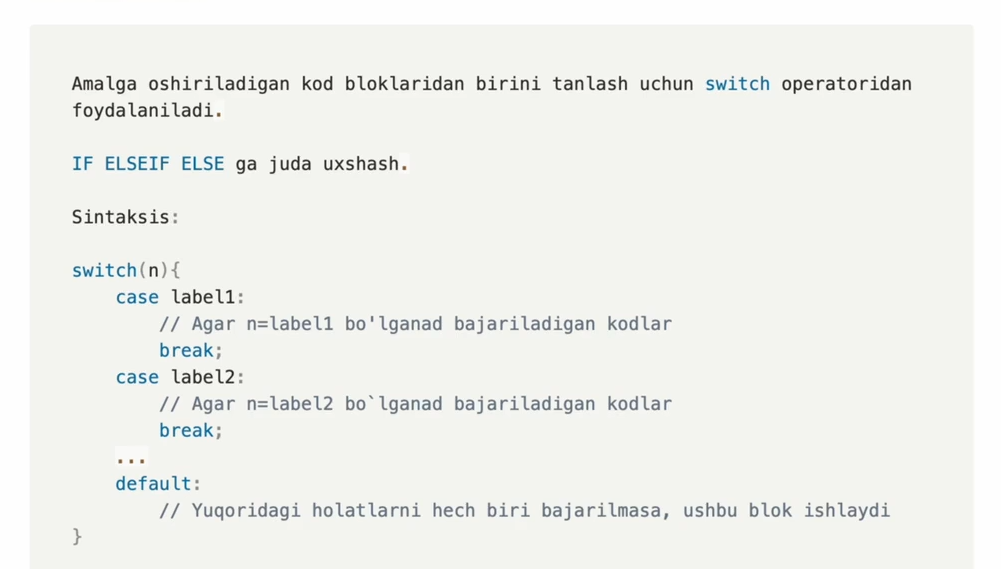 Amalga oshiriladigan kod bloklaridan birini tanlash uchun switch operatoridan
foydalaniladi.
IF ELSEIF ELSE ga juda uxshash.
Sintaksis:
switch(n){
    case label1:
        // Agar n=label1 bo'lganad bajariladigan kodlar
        break;
    case label2:
        // Agar n=label2 bo`lganad bajariladigan kodlar
        break;
    ...
    default:
        // Yuqoridagi holatlarni hech biri bajarilmasa, ushbu blok ishlaydi
}